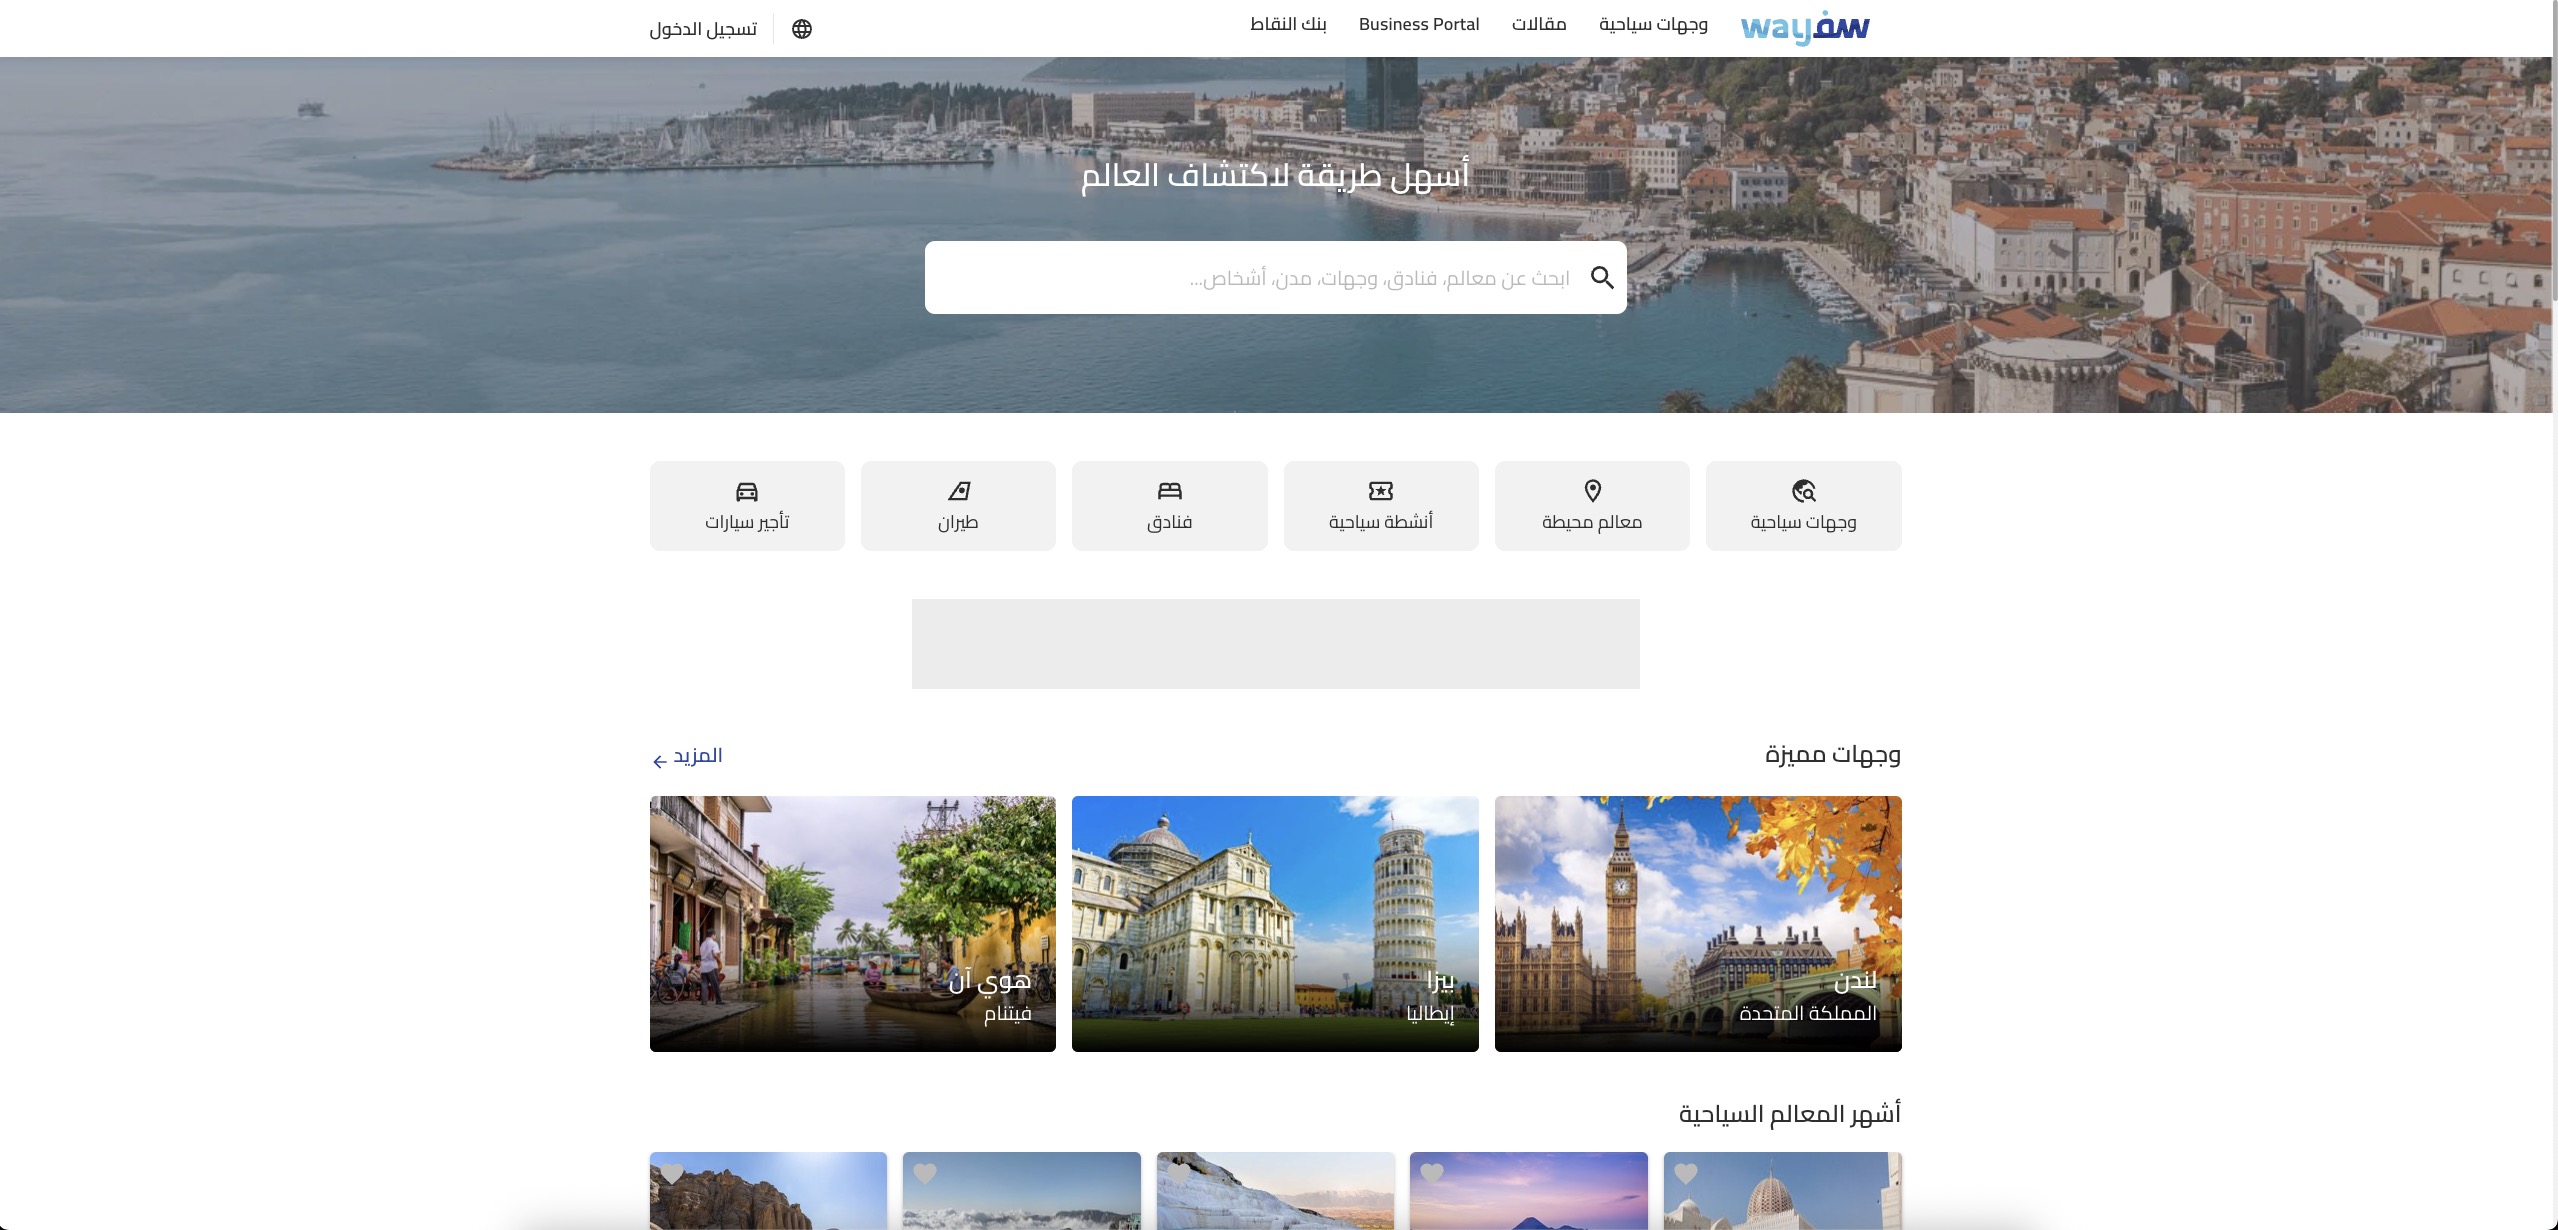 سفرway
وجهات سياحية
مقالات
Business Portal
بنك النقاط
تسجيل الدخول
أسهل طريقة لاكتشاف العالم
ابحث عن معالم، فنادق، وجهات، مدن، أشخاص...
وجهات سياحية
معالم محيطة
أنشطة سياحية
فنادق
طيران
تأجير سيارات
وجهات مميزة
المزيد
لندن
المملكة المتحدة
بيزا
إيطاليا
هوي آن
فيتنام
أشهر المعالم السياحية